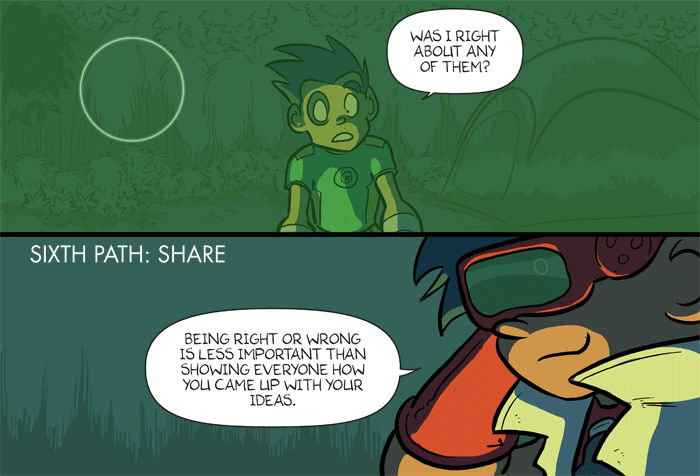 WAS I RIGHT
ABOUT ANY
OF THEM?
SIXTH PATH: SHARE
BEING RIGHT OR WRONG
IS LESS IMPORTANT THAN
SHOWING EVERYONE HOW
YOU CAME UP WITH YOUR
IDEAS.